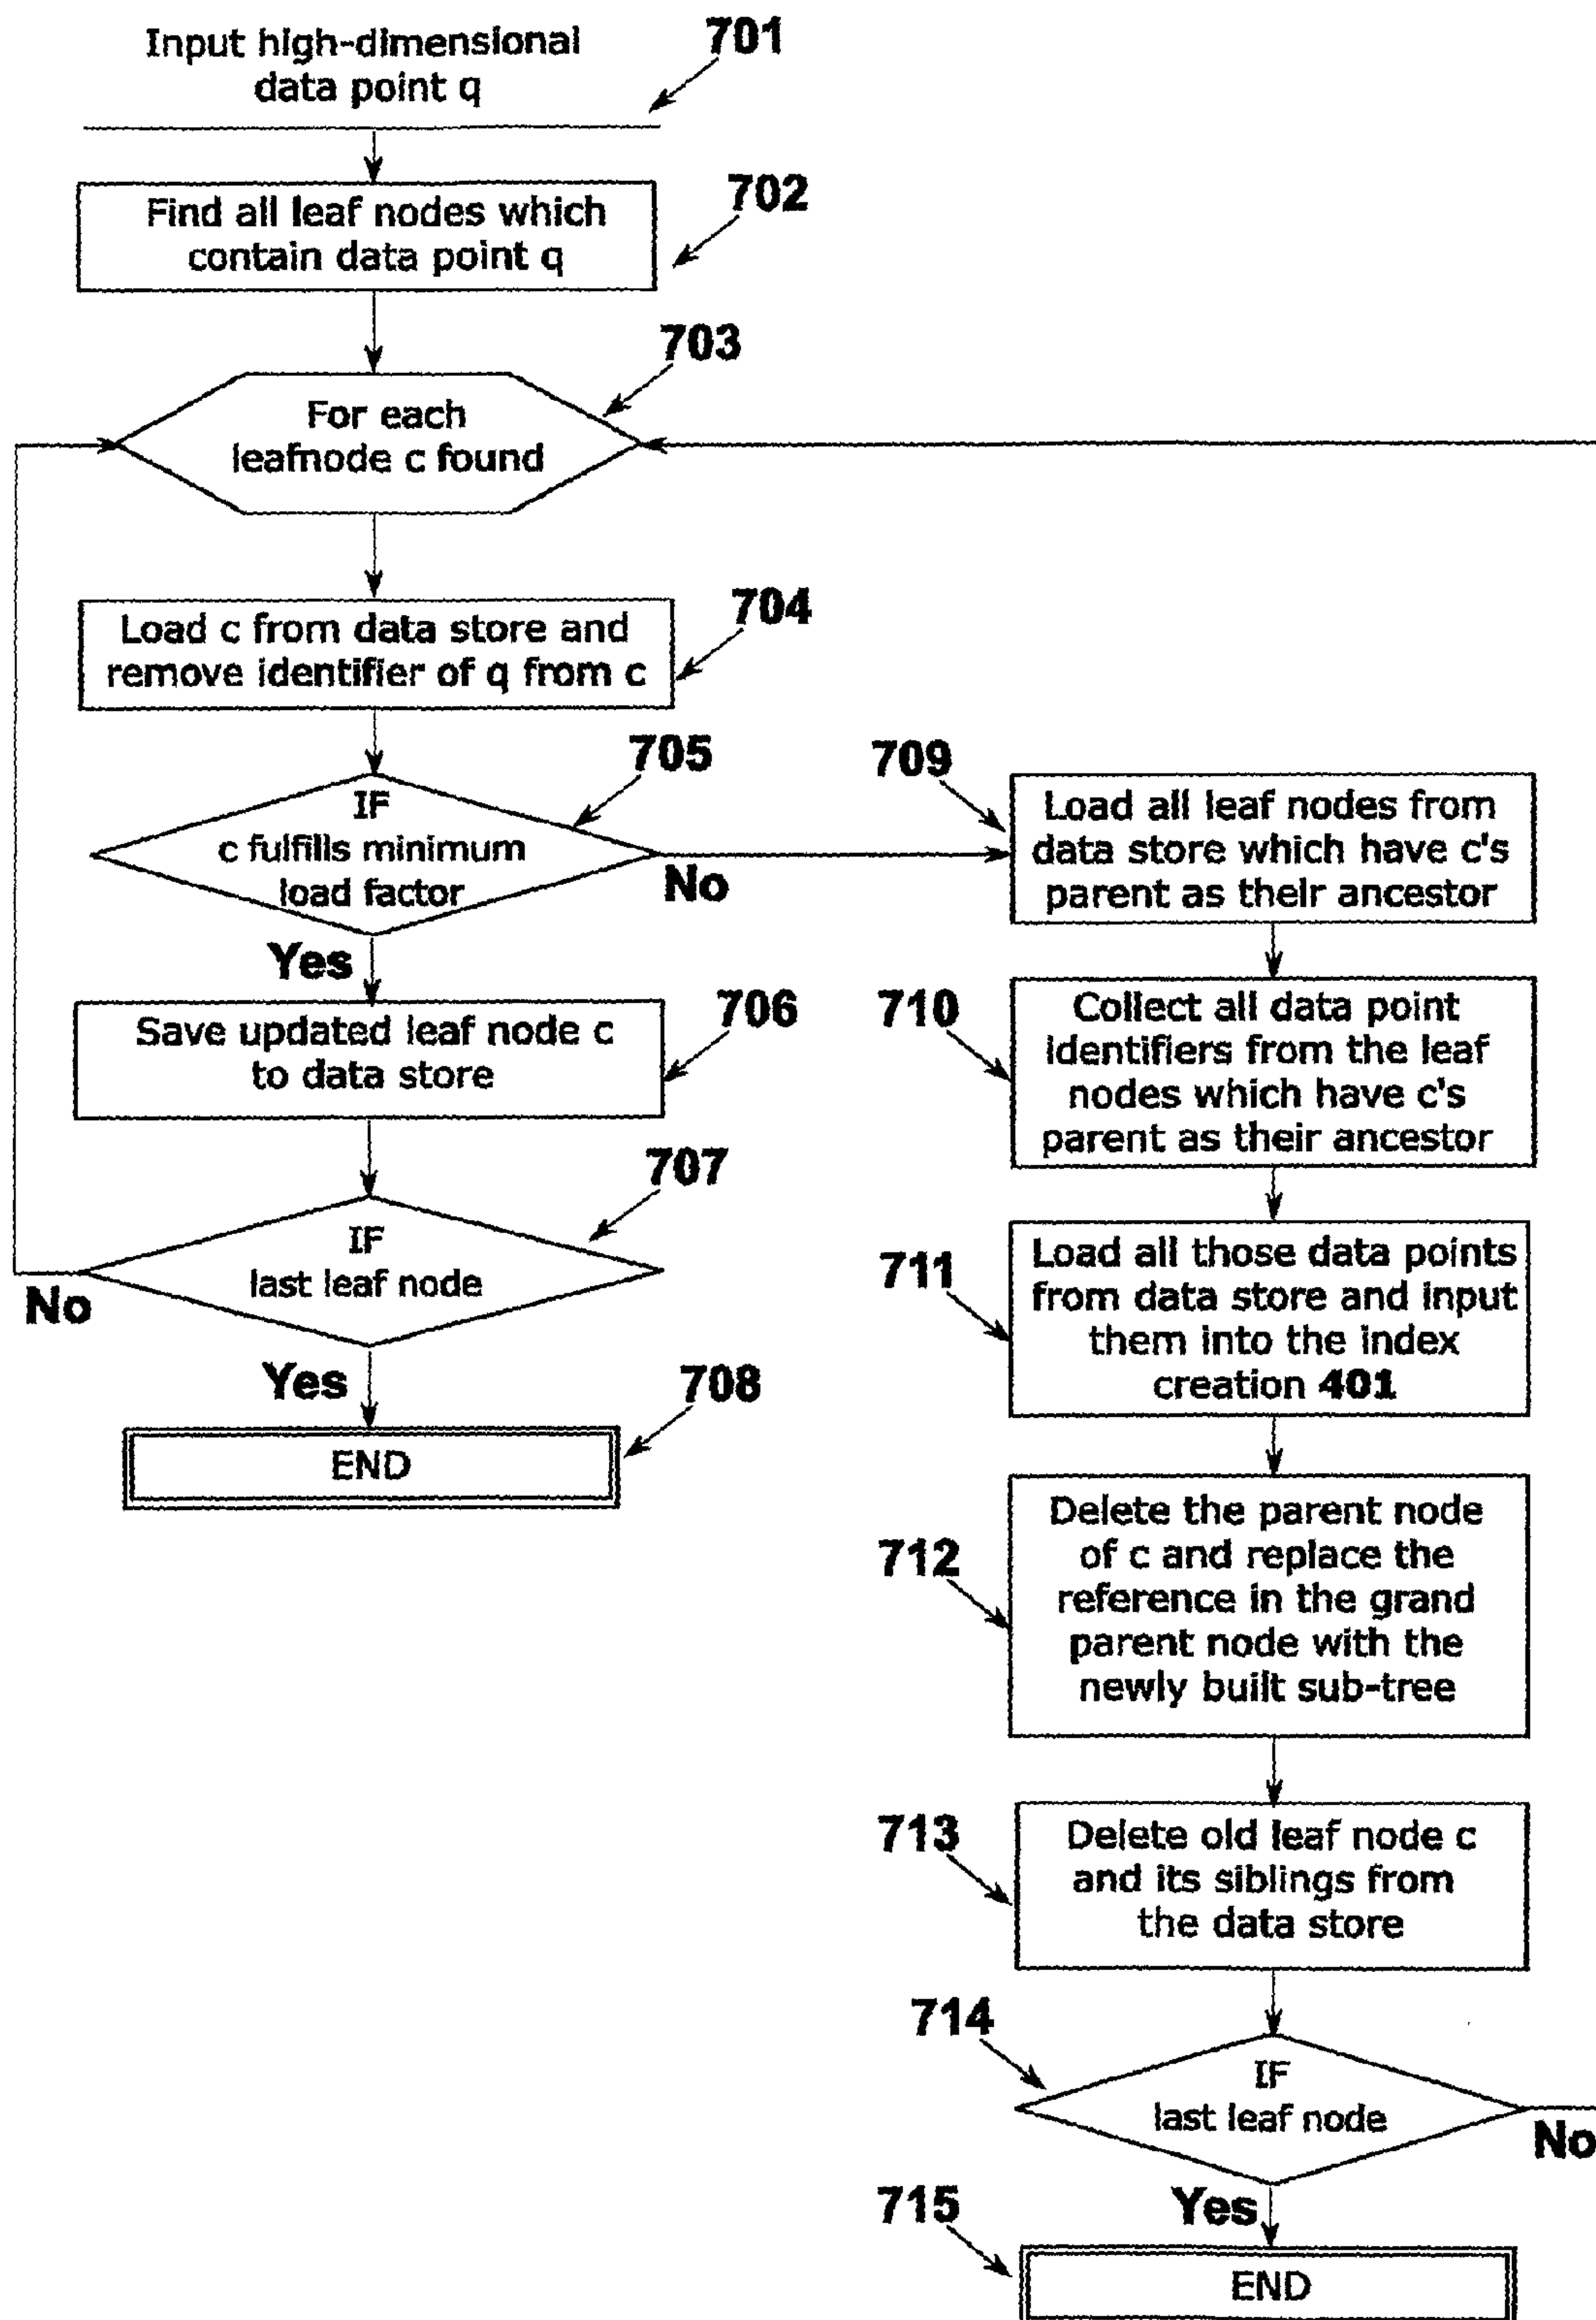 Input high-dimensional
data point q
701
Find all leaf nodes which
contain data point q
702
For each
leafnode c found
703
Load c from data store and
remove identifier of q from c
704
IF
c fulfills minimum
load factor
705
No
Yes
Save updated leaf node c
to data store
706
IF
last leaf node
707
No
Yes
END
708
709
Load all leaf nodes from
data store which have c's
parent as their ancestor
710
Collect all data point
identifiers from the leaf
nodes which have c's
parent as their ancestor
711
Load all those data points
from data store and input
them into the index
creation 401
712
Delete the parent node
of c and replace the
reference in the grand
parent node with the
newly built sub-tree
713
Delete old leaf node c
and its siblings from
the data store
714
IF
last leaf node
No
Yes
715
END